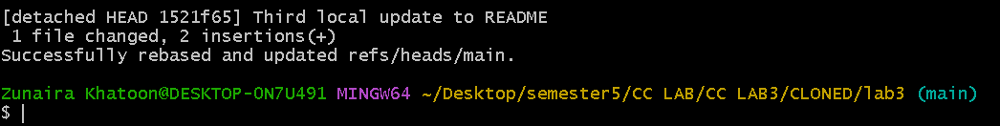 [detached HEAD 1521f65] Third local update to README
 1 file changed, 2 insertions(+)
Successfully rebased and updated refs/heads/main.

Zunaira Khatoon@DESKTOP-ON7U491 MINGW64 ~/Desktop/semester5/CC LAB/CC LAB3/CLONED/lab3 (main)
$